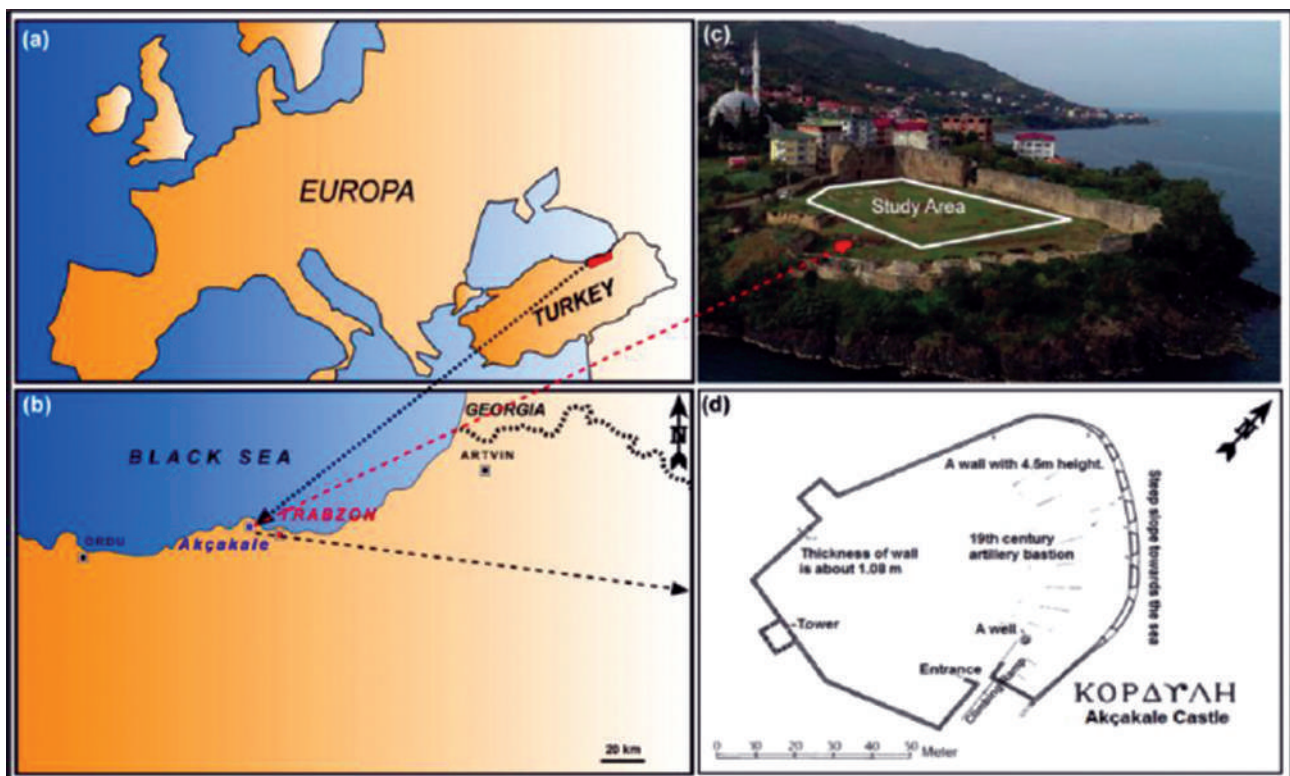 (a)
EUROPA
TURKEY
(b)
BLACK SEA
GEORGIA
ARTVIN
N
TRABZON
Akçakale
ORDU
20 km
(c)
Study Area
(d)
N
A wall with 4.5m height.
Steep slope towards the sea
Thickness of wall
is about 1.08 m
19th century
artillery bastion
Tower
A well
Entrance
Climbing Ramp
ΚΟΡΔΥΛΗ
Akçakale Castle
0 10 20 30 40 50 Meter